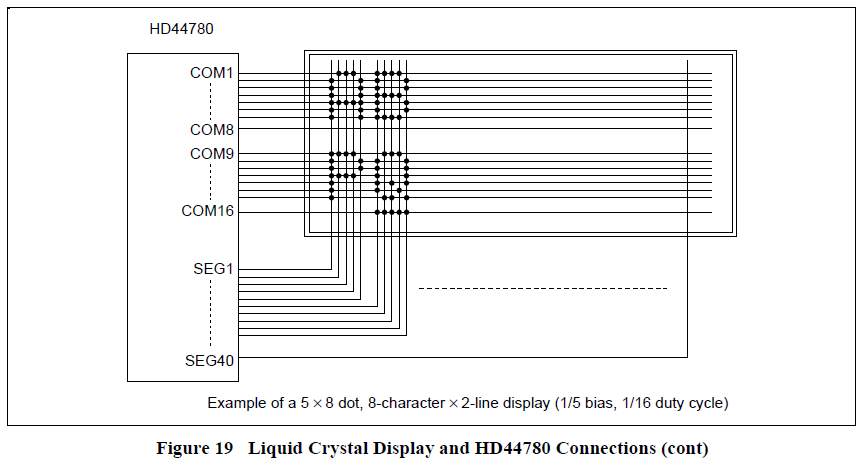 HD44780
COM1
COM8
COM9
COM16
SEG1
SEG40
Example of a 5 × 8 dot, 8-character × 2-line display (1/5 bias, 1/16 duty cycle)
Figure 19 Liquid Crystal Display and HD44780 Connections (cont)